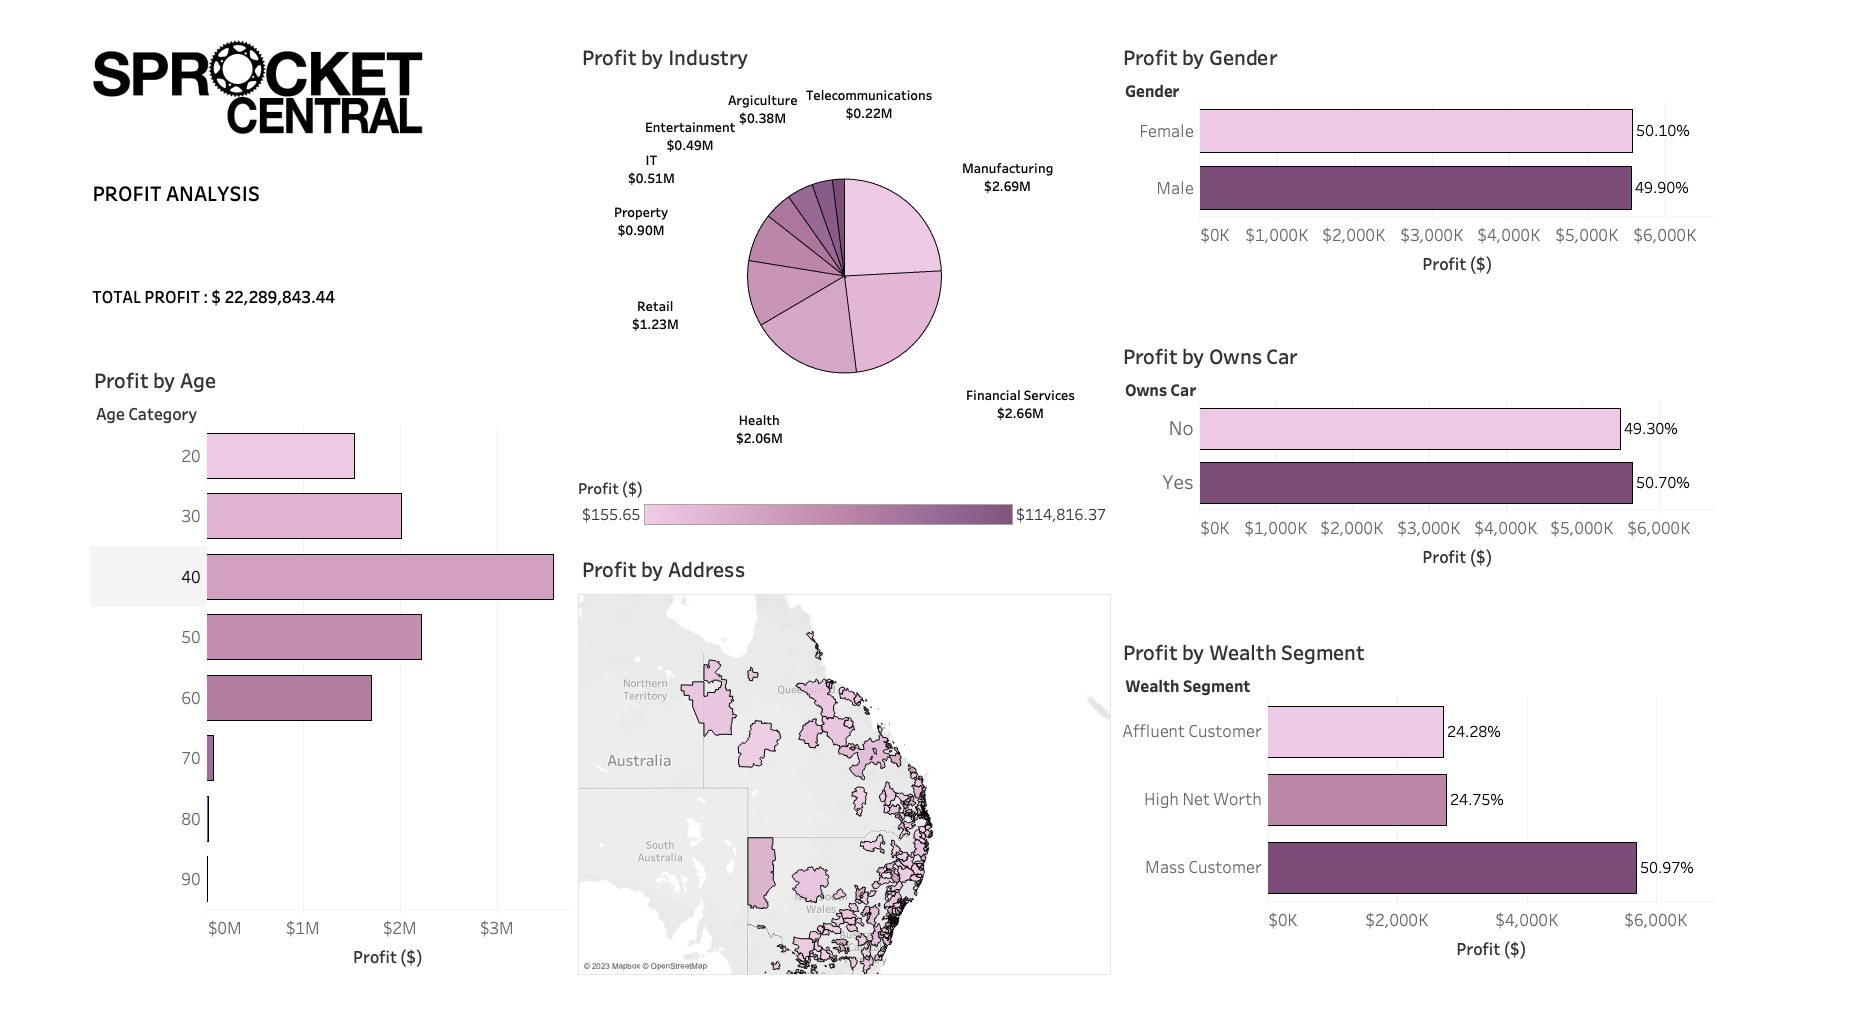 SPROCKET
CENTRAL
PROFIT ANALYSIS
TOTAL PROFIT : $ 22,289,843.44
Profit by Age
Age Category
20
30
40
50
60
70
80
90
$0M $1M $2M $3M
Profit ($)
Profit by Industry
Argiculture
$0.38M
Telecommunications
$0.22M
Entertainment
$0.49M
IT
$0.51M
Manufacturing
$2.69M
Property
$0.90M
Retail
$1.23M
Financial Services
$2.66M
Health
$2.06M
Profit ($)
$155.65 $114,816.37
Profit by Address
Northern
Territory
Australia
South
Australia
Wales
© 2023 Mapbox © OpenStreetMap
Profit by Gender
Gender
Female 50.10%
Male 49.90%
$0K $1,000K $2,000K $3,000K $4,000K $5,000K $6,000K
Profit ($)
Profit by Owns Car
Owns Car
No 49.30%
Yes 50.70%
$0K $1,000K $2,000K $3,000K $4,000K $5,000K $6,000K
Profit ($)
Profit by Wealth Segment
Wealth Segment
Affluent Customer 24.28%
High Net Worth 24.75%
Mass Customer 50.97%
$0K $2,000K $4,000K $6,000K
Profit ($)